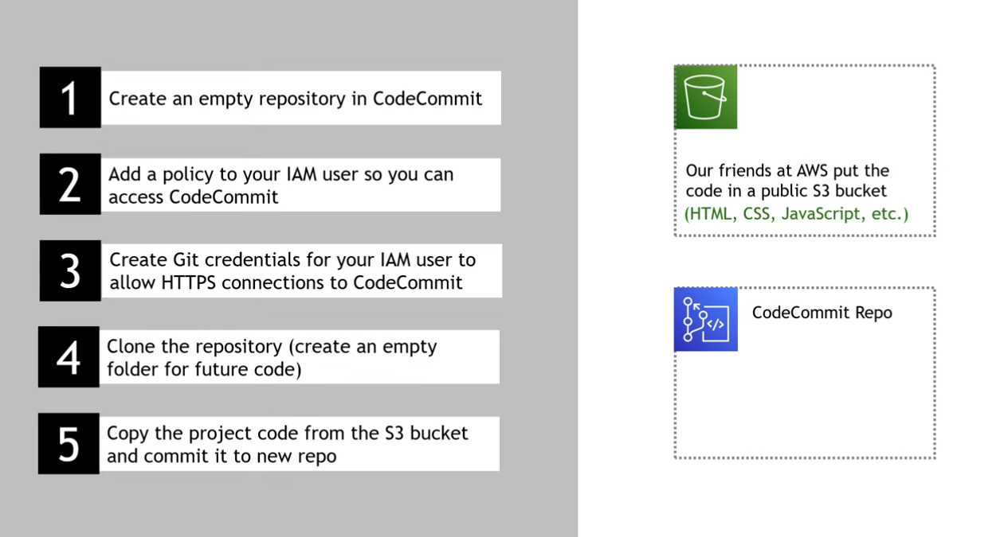 1
Create an empty repository in CodeCommit
2
Add a policy to your IAM user so you can
access CodeCommit
3
Create Git credentials for your IAM user to
allow HTTPS connections to CodeCommit
4
Clone the repository (create an empty
folder for future code)
5
Copy the project code from the S3 bucket
and commit it to new repo
Our friends at AWS put the
code in a public S3 bucket
(HTML, CSS, JavaScript, etc.)
</>
CodeCommit Repo